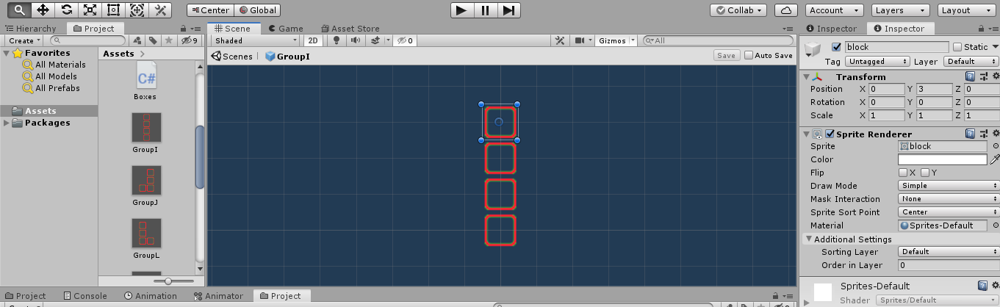 Center Global Collab Account Layers Layout
Hierarchy Project
Create 9
Favorites
All Materials
All Models
All Prefabs
Assets
Packages
Assets
C#
Boxes
GroupI
GroupJ
GroupL
Scene Game Asset Store
Shaded 2D 0 Gizmos All
Scenes GroupI Save Auto Save
Inspector Inspector
block Static
Tag Untagged Layer Default
Transform
Position X 0 Y 3 Z 0
Rotation X 0 Y 0 Z 0
Scale X 1 Y 1 Z 1
Sprite Renderer
Sprite block
Color
Flip X Y
Draw Mode Simple
Mask Interaction None
Sprite Sort Point Center
Material Sprites-Default
Additional Settings
Sorting Layer Default
Order in Layer 0
Sprites-Default
Shader Sprites/Default
Project Console Animation Animator Project